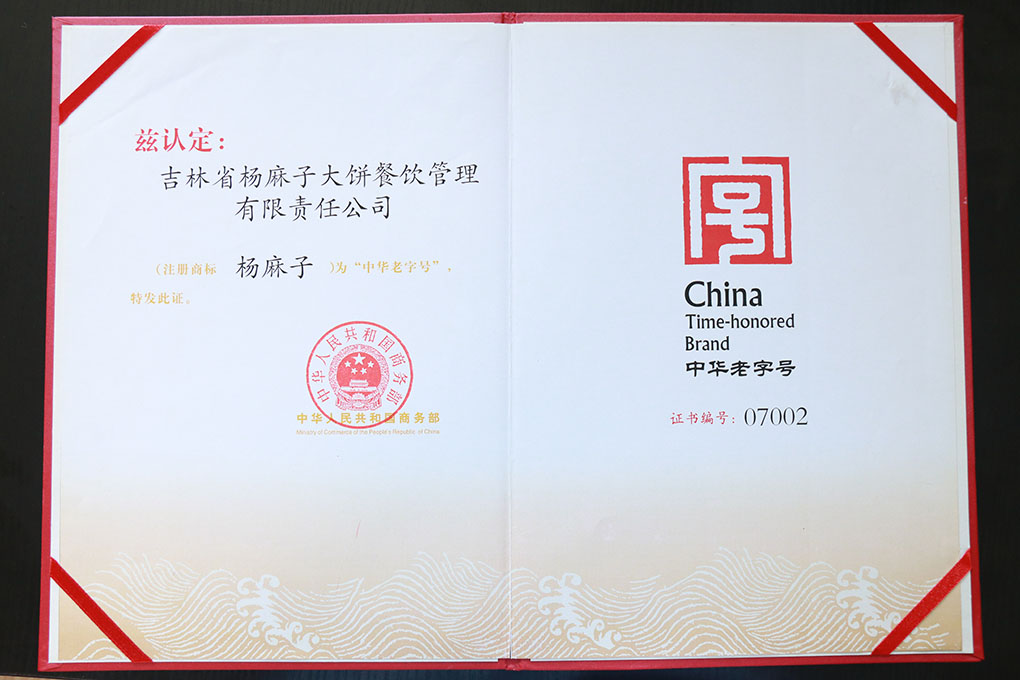 兹认定：
吉林省杨麻子大饼餐饮管理
有限责任公司
（注册商标 杨麻子 ）为“中华老字号”，
特发此证。
中华人民共和国商务部
中华人民共和国商务部
Ministry of Commerce of the People's Republic of China
号
China
Time-honored
Brand
中华老字号
证书编号：07002